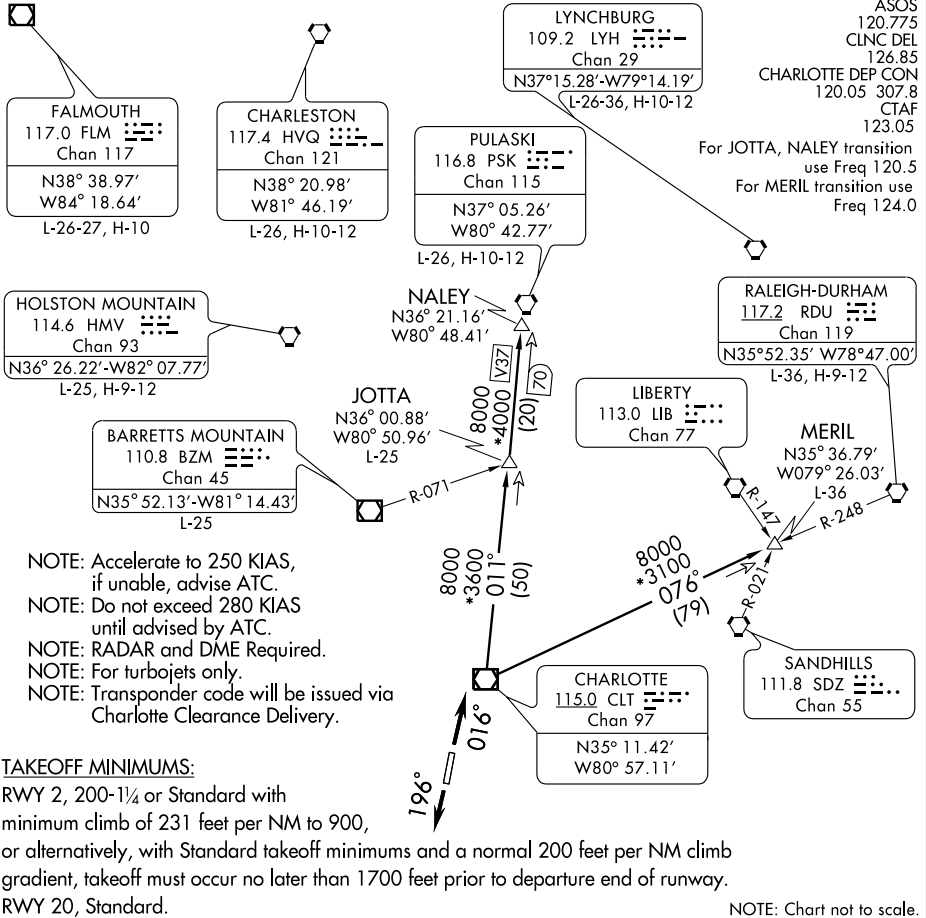 ASOS
120.775
CLNC DEL
126.85
CHARLOTTE DEP CON
120.05 307.8
CTAF
123.05
For JOTTA, NALEY transition
use Freq 120.5
For MERIL transition use
Freq 124.0
LYNCHBURG
109.2 LYH
Chan 29
N37°15.28'-W79°14.19'
L-26-36, H-10-12
FALMOUTH
117.0 FLM
Chan 117
N38° 38.97'
W84° 18.64'
L-26-27, H-10
CHARLESTON
117.4 HVQ
Chan 121
N38° 20.98'
W81° 46.19'
L-26, H-10-12
PULASKI
116.8 PSK
Chan 115
N37° 05.26'
W80° 42.77'
L-26, H-10-12
HOLSTON MOUNTAIN
114.6 HMV
Chan 93
N36° 26.22'-W82° 07.77'
L-25, H-9-12
NALEY
N36° 21.16'
W80° 48.41'
RALEIGH-DURHAM
117.2 RDU
Chan 119
N35°52.35' W78°47.00'
L-36, H-9-12
8000
*4000
(20)
V37
70
JOTTA
N36° 00.88'
W80° 50.96'
L-25
LIBERTY
113.0 LIB
Chan 77
MERIL
N35° 36.79'
W079° 26.03'
L-36
BARRETTS MOUNTAIN
110.8 BZM
Chan 45
N35° 52.13'-W81° 14.43'
L-25
R-071
R-147
R-248
R-021
8000
*3600
011°
(50)
8000
*3100
076°
(79)
NOTE: Accelerate to 250 KIAS,
if unable, advise ATC.
NOTE: Do not exceed 280 KIAS
until advised by ATC.
NOTE: RADAR and DME Required.
NOTE: For turbojets only.
NOTE: Transponder code will be issued via
Charlotte Clearance Delivery.
SANDHILLS
111.8 SDZ
Chan 55
CHARLOTTE
115.0 CLT
Chan 97
N35° 11.42'
W80° 57.11'
016°
196°
TAKEOFF MINIMUMS:
RWY 2, 200-1¼ or Standard with
minimum climb of 231 feet per NM to 900,
or alternatively, with Standard takeoff minimums and a normal 200 feet per NM climb
gradient, takeoff must occur no later than 1700 feet prior to departure end of runway.
RWY 20, Standard.
NOTE: Chart not to scale.